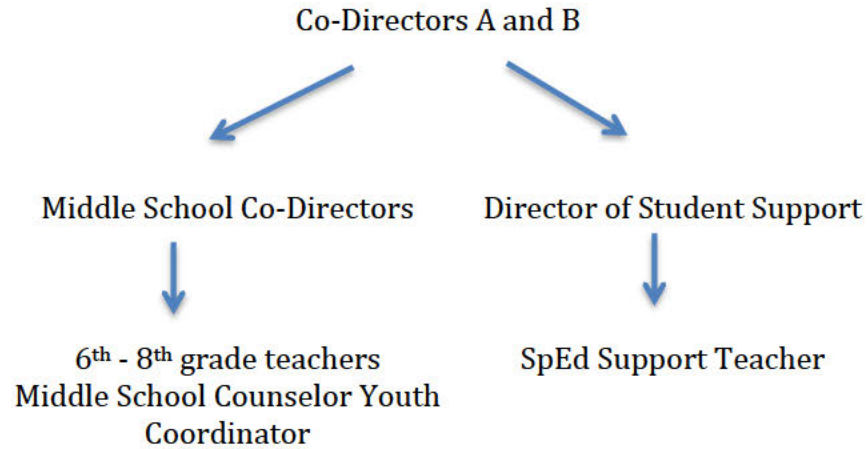 Co-Directors A and B
Middle School Co-Directors
Director of Student Support
6th - 8th grade teachers
Middle School Counselor Youth
Coordinator
SpEd Support Teacher